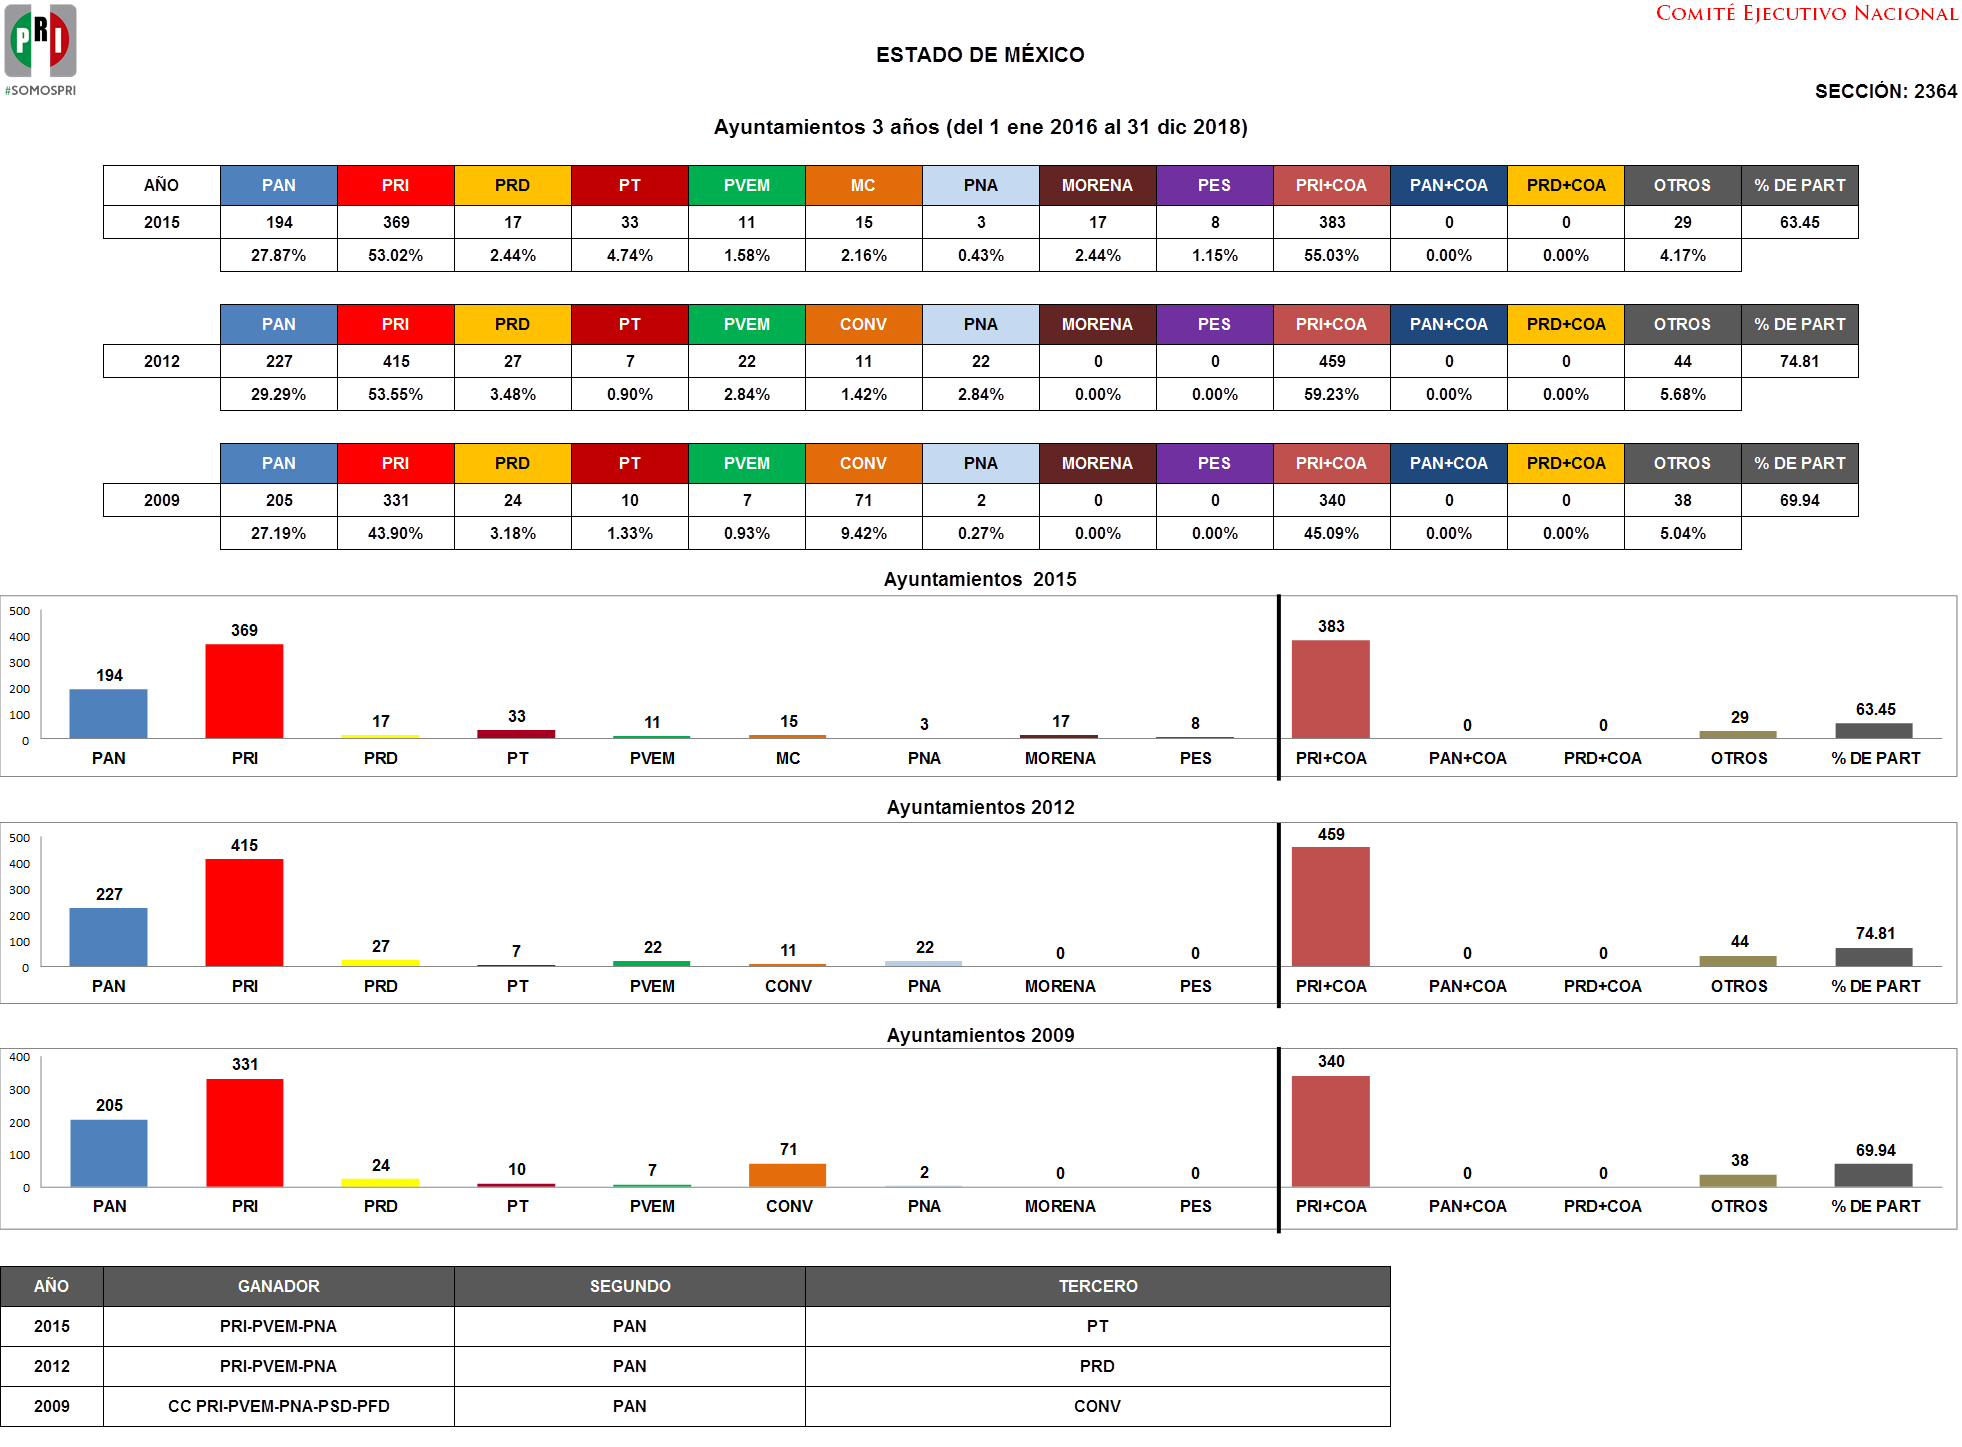 PRI
#SOMOSPRI
COMITÉ EJECUTIVO NACIONAL
ESTADO DE MÉXICO
SECCIÓN: 2364
Ayuntamientos 3 años (del 1 ene 2016 al 31 dic 2018)
AÑO PAN PRI PRD PT PVEM MC PNA MORENA PES PRI+COA PAN+COA PRD+COA OTROS % DE PART
2015 194 369 17 33 11 15 3 17 8 383 0 0 29 63.45
27.87% 53.02% 2.44% 4.74% 1.58% 2.16% 0.43% 2.44% 1.15% 55.03% 0.00% 0.00% 4.17%
PAN PRI PRD PT PVEM CONV PNA MORENA PES PRI+COA PAN+COA PRD+COA OTROS % DE PART
2012 227 415 27 7 22 11 22 0 0 459 0 0 44 74.81
29.29% 53.55% 3.48% 0.90% 2.84% 1.42% 2.84% 0.00% 0.00% 59.23% 0.00% 0.00% 5.68%
PAN PRI PRD PT PVEM CONV PNA MORENA PES PRI+COA PAN+COA PRD+COA OTROS % DE PART
2009 205 331 24 10 7 71 2 0 0 340 0 0 38 69.94
27.19% 43.90% 3.18% 1.33% 0.93% 9.42% 0.27% 0.00% 0.00% 45.09% 0.00% 0.00% 5.04%
Ayuntamientos 2015
500
400
300
200
100
0
194 369 17 33 11 15 3 17 8 383 0 0 29 63.45
PAN PRI PRD PT PVEM MC PNA MORENA PES PRI+COA PAN+COA PRD+COA OTROS % DE PART
Ayuntamientos 2012
500
400
300
200
100
0
227 415 27 7 22 11 22 0 0 459 0 0 44 74.81
PAN PRI PRD PT PVEM CONV PNA MORENA PES PRI+COA PAN+COA PRD+COA OTROS % DE PART
Ayuntamientos 2009
400
300
200
100
0
205 331 24 10 7 71 2 0 0 340 0 0 38 69.94
PAN PRI PRD PT PVEM CONV PNA MORENA PES PRI+COA PAN+COA PRD+COA OTROS % DE PART
AÑO GANADOR SEGUNDO TERCERO
2015 PRI-PVEM-PNA PAN PT
2012 PRI-PVEM-PNA PAN PRD
2009 CC PRI-PVEM-PNA-PSD-PFD PAN CONV